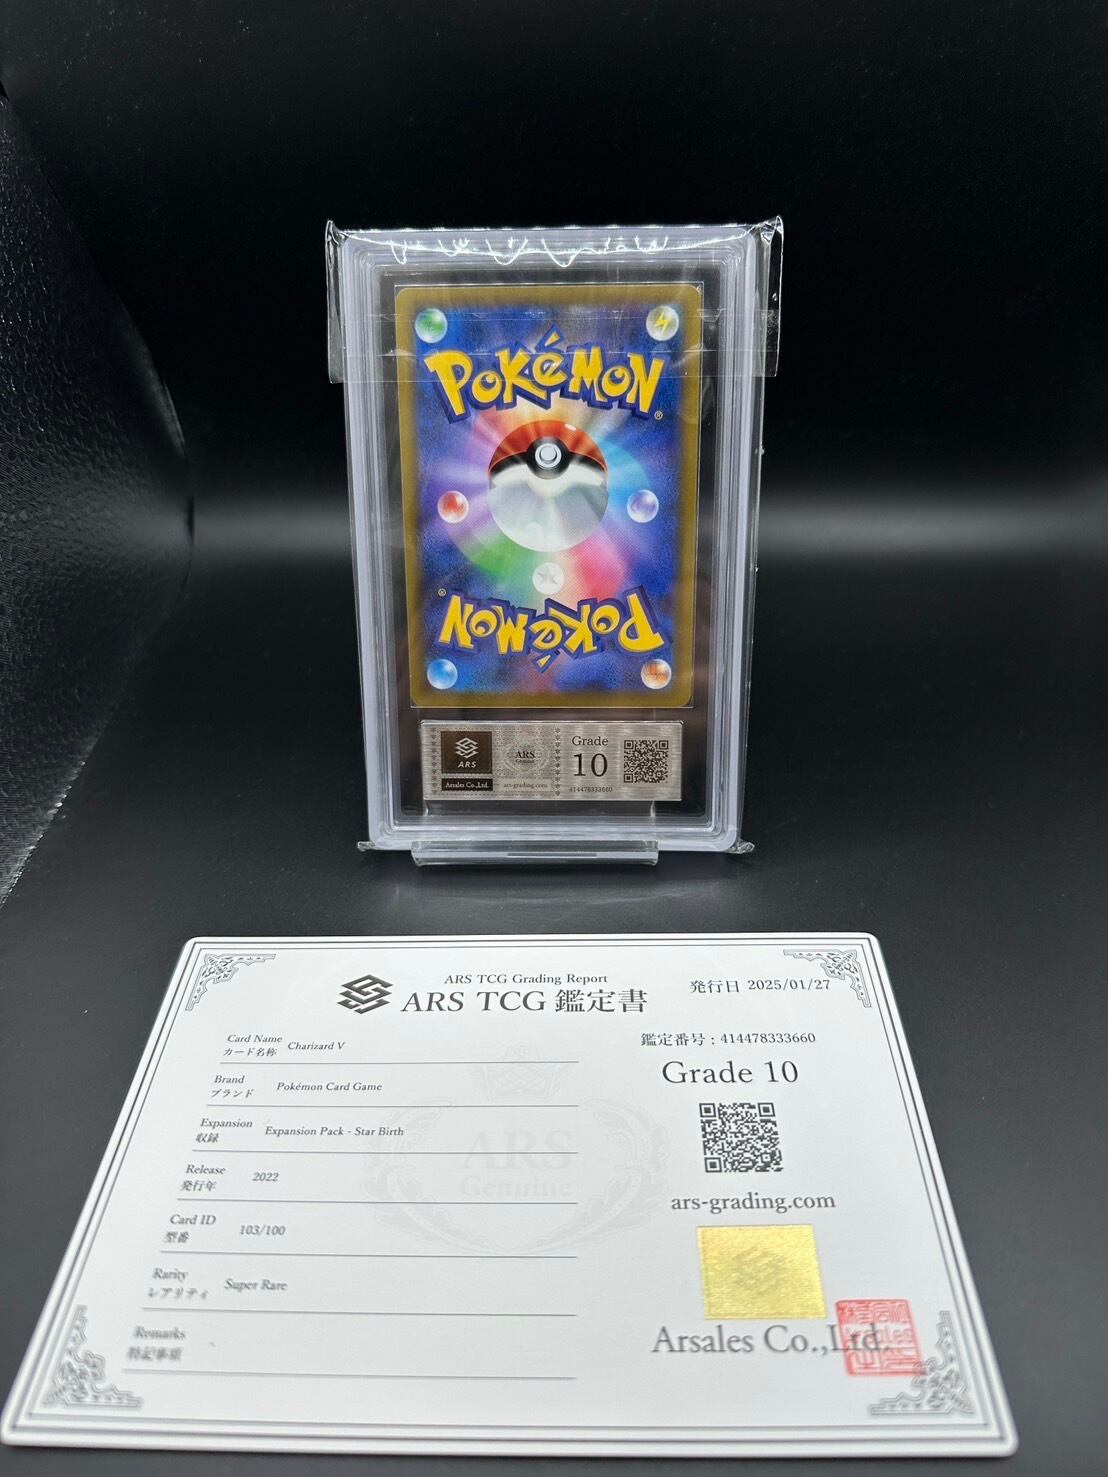 POKéMON
®
POKéMON
®
ARS
Arsales Co.,Ltd.
ARS
Genuine
ars-grading.com
Grade
10
414478333660
ARS TCG Grading Report
ARS TCG 鑑定書
発行日 2025/01/27
Card Name
カード名称
Charizard V
Brand
ブランド
Pokémon Card Game
Expansion
収録
Expansion Pack - Star Birth
Release
発行年
2022
Card ID
型番
103/100
Rarity
レアリティ
Super Rare
Remarks
特記事項
ARS
Genuine
鑑定番号 : 414478333660
Grade 10
ars-grading.com
Arsales Co.,Ltd.